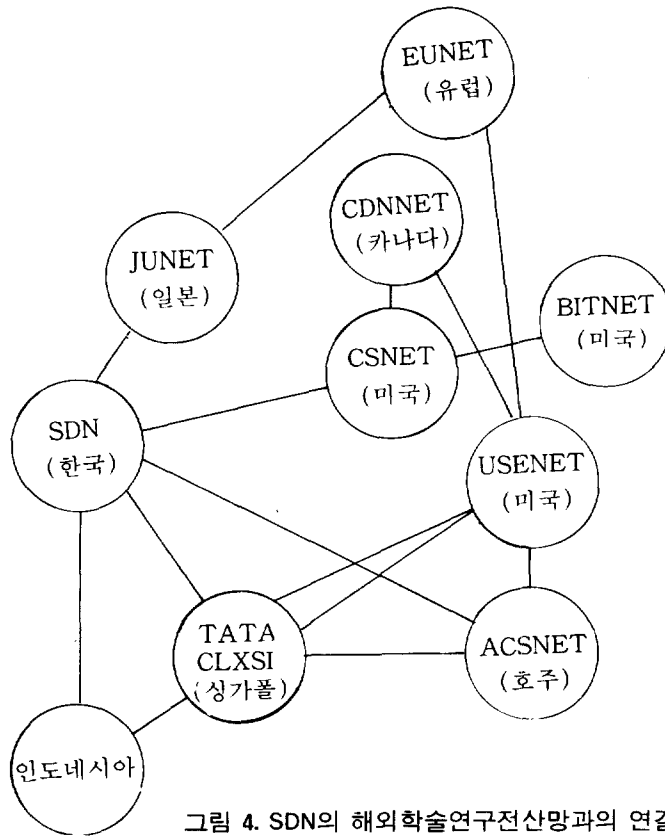 EUNET
(유럽)
CDNNET
(카나다)
JUNET
(일본)
BITNET
(미국)
CSNET
(미국)
SDN
(한국)
USENET
(미국)
TATA
CLXSI
(싱가폴)
ACSNET
(호주)
인도네시아
그림 4. SDN의 해외학술연구전산망과의 연결